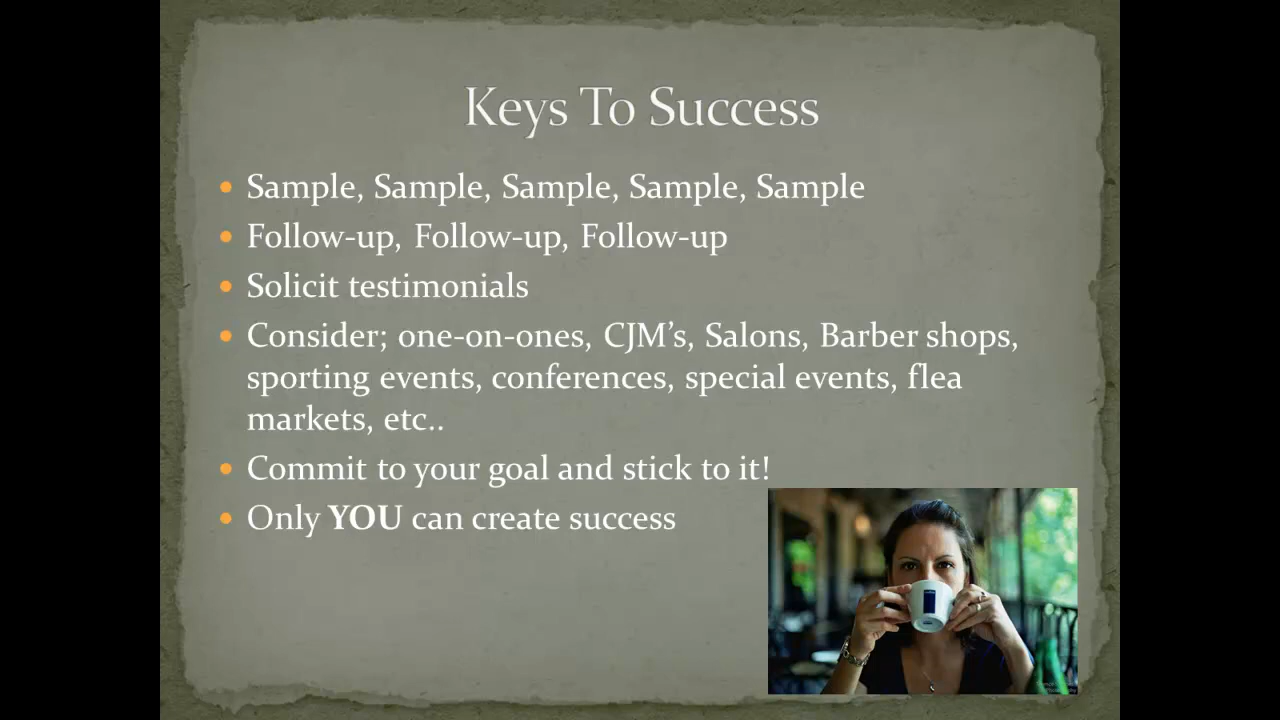 Keys To Success
Sample, Sample, Sample, Sample, Sample
Follow-up, Follow-up, Follow-up
Solicit testimonials
Consider; one-on-ones, CJM's, Salons, Barber shops,
sporting events, conferences, special events, flea
markets, etc..
Commit to your goal and stick to it!
Only YOU can create success